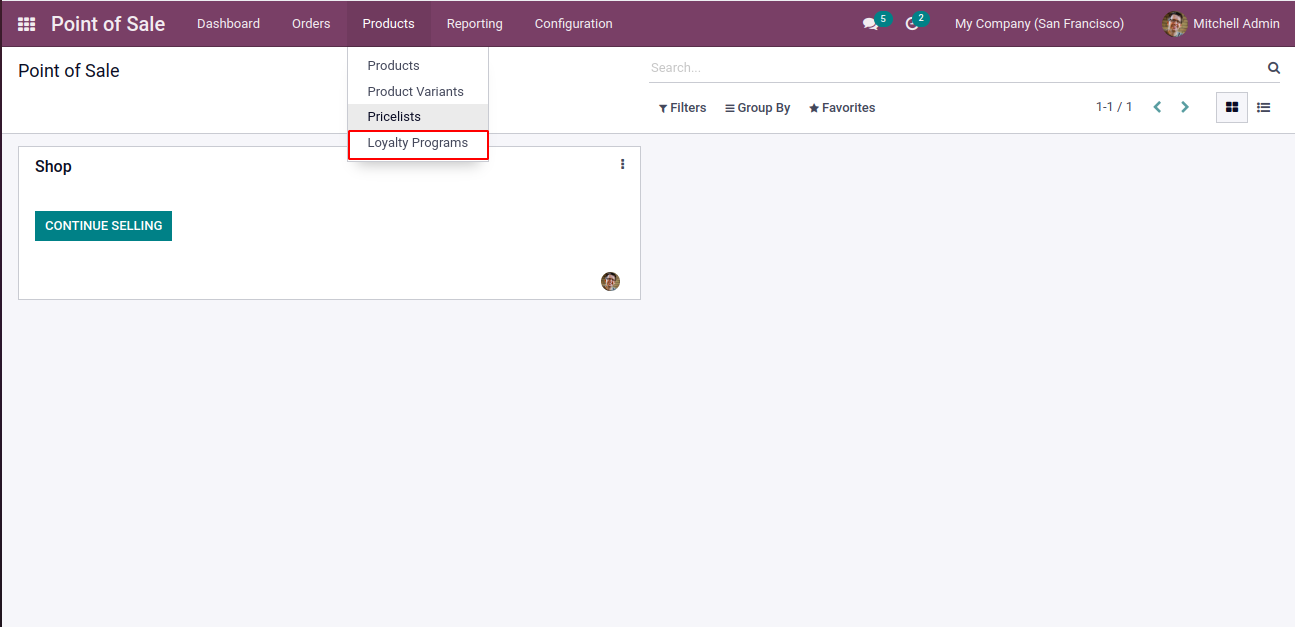 Point of Sale Dashboard Orders Products Reporting Configuration 5 2 My Company (San Francisco) Mitchell Admin
Point of Sale
Products
Product Variants
Pricelists
Loyalty Programs
Search...
Filters Group By Favorites 1-1 / 1
Shop
CONTINUE SELLING